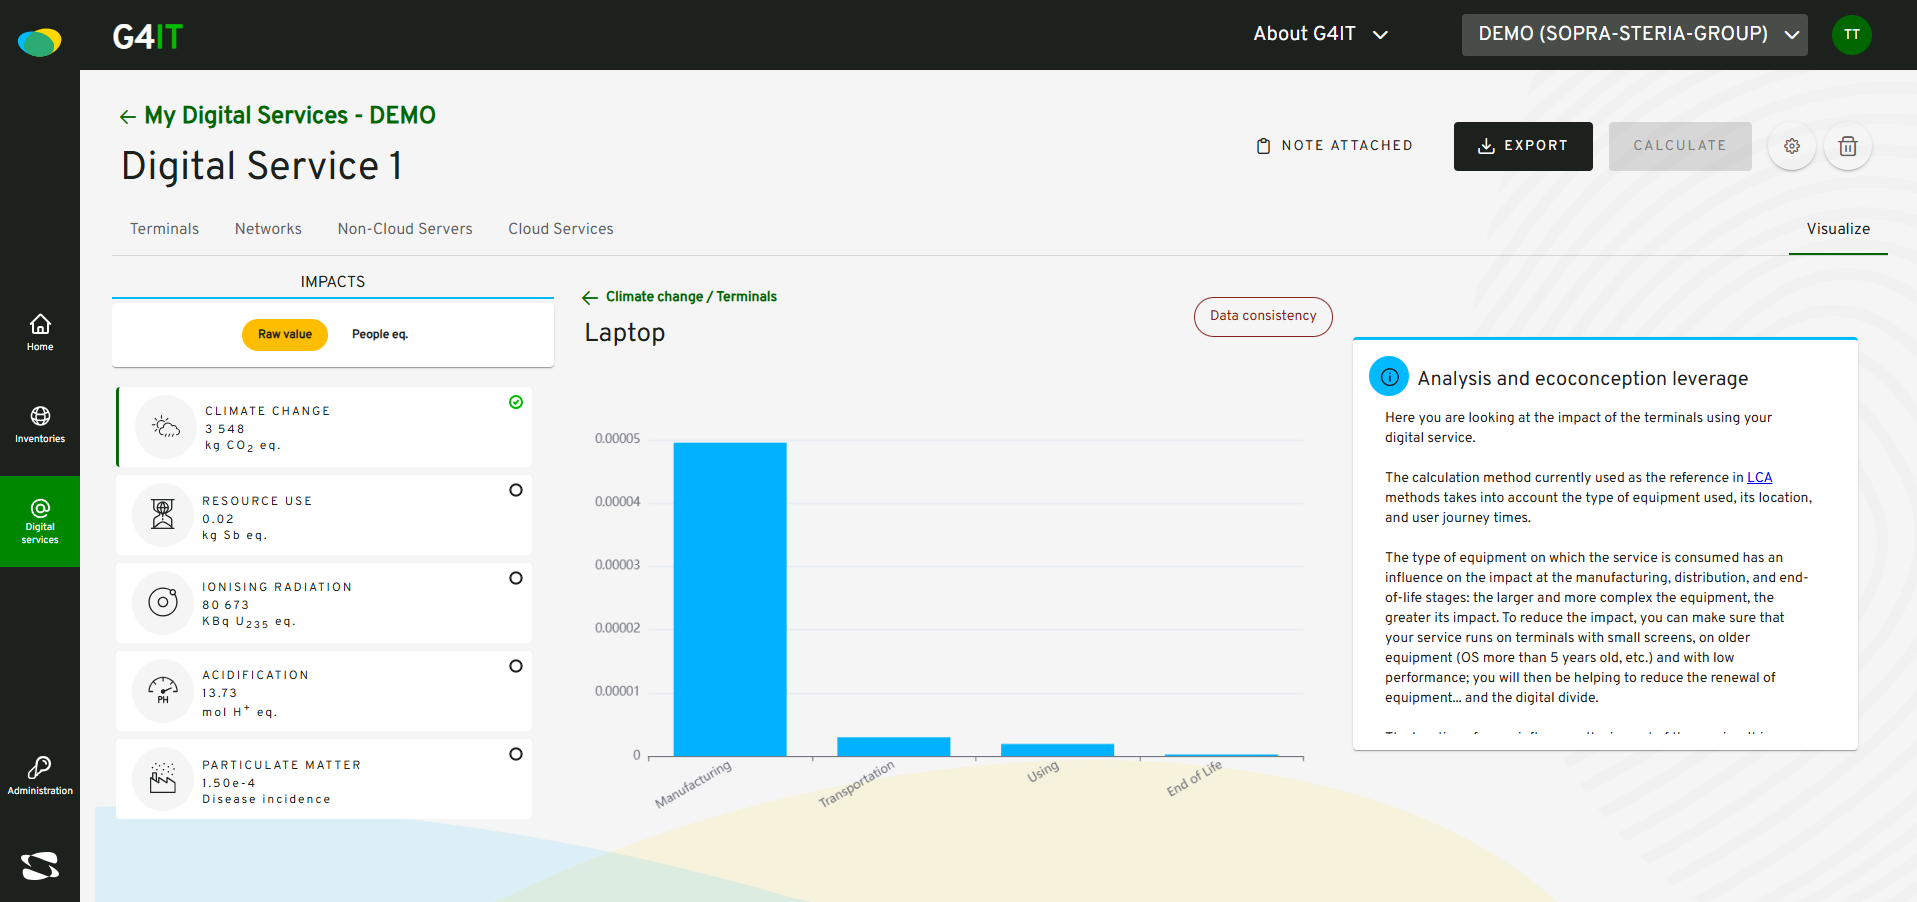 G4IT
About G4IT
DEMO (SOPRA-STERIA-GROUP)
TT
My Digital Services - DEMO
Digital Service 1
NOTE ATTACHED
EXPORT
CALCULATE
Terminals
Networks
Non-Cloud Servers
Cloud Services
Visualize
Home
Inventories
Digital
services
Administration
IMPACTS
Raw value
People eq.
CLIMATE CHANGE
3 548
kg CO2 eq.
RESOURCE USE
0.02
kg Sb eq.
IONISING RADIATION
80 673
KBq U235 eq.
PH
ACIDIFICATION
13.73
mol H+ eq.
PARTICULATE MATTER
1.50e-4
Disease incidence
Climate change / Terminals
Laptop
Data consistency
0.00005
0.00004
0.00003
0.00002
0.00001
0
Manufacturing
Transportation
Using
End of Life
Analysis and ecoconception leverage
Here you are looking at the impact of the terminals using your
digital service.
The calculation method currently used as the reference in LCA
methods takes into account the type of equipment used, its location,
and user journey times.
The type of equipment on which the service is consumed has an
influence on the impact at the manufacturing, distribution, and end-
of-life stages: the larger and more complex the equipment, the
greater its impact. To reduce the impact, you can make sure that
your service runs on terminals with small screens, on older
equipment (OS more than 5 years old, etc.) and with low
performance; you will then be helping to reduce the renewal of
equipment... and the digital divide.